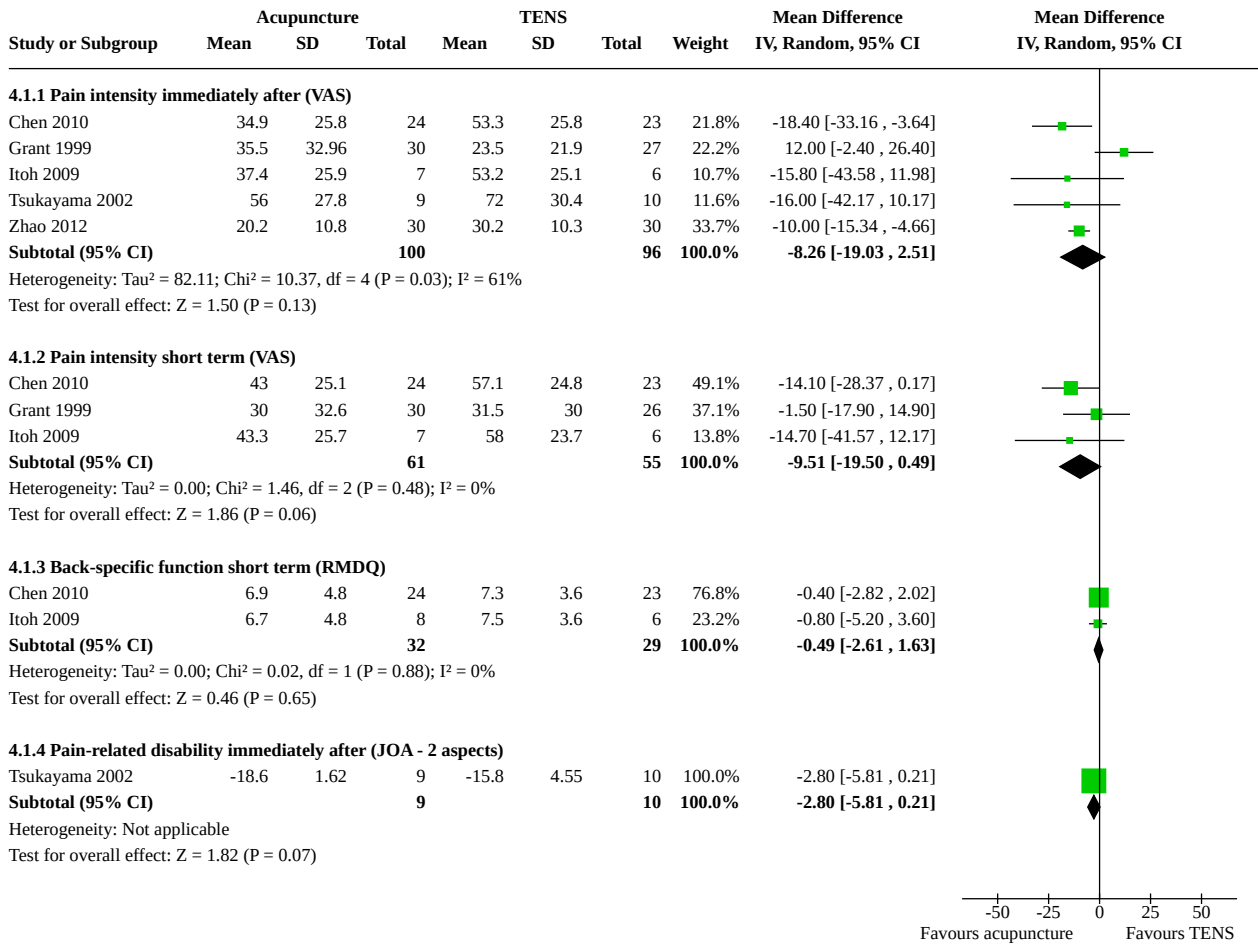 Acupuncture TENS Mean Difference Mean Difference
Study or Subgroup Mean SD Total Mean SD Total Weight IV, Random, 95% CI IV, Random, 95% CI
4.1.1 Pain intensity immediately after (VAS)
Chen 2010 34.9 25.8 24 53.3 25.8 23 21.8% -18.40 [-33.16 , -3.64]
Grant 1999 35.5 32.96 30 23.5 21.9 27 22.2% 12.00 [-2.40 , 26.40]
Itoh 2009 37.4 25.9 7 53.2 25.1 6 10.7% -15.80 [-43.58 , 11.98]
Tsukayama 2002 56 27.8 9 72 30.4 10 11.6% -16.00 [-42.17 , 10.17]
Zhao 2012 20.2 10.8 30 30.2 10.3 30 33.7% -10.00 [-15.34 , -4.66]
Subtotal (95% CI) 100 96 100.0% -8.26 [-19.03 , 2.51]
Heterogeneity: Tau² = 82.11; Chi² = 10.37, df = 4 (P = 0.03); I² = 61%
Test for overall effect: Z = 1.50 (P = 0.13)
4.1.2 Pain intensity short term (VAS)
Chen 2010 43 25.1 24 57.1 24.8 23 49.1% -14.10 [-28.37 , 0.17]
Grant 1999 30 32.6 30 31.5 30 26 37.1% -1.50 [-17.90 , 14.90]
Itoh 2009 43.3 25.7 7 58 23.7 6 13.8% -14.70 [-41.57 , 12.17]
Subtotal (95% CI) 61 55 100.0% -9.51 [-19.50 , 0.49]
Heterogeneity: Tau² = 0.00; Chi² = 1.46, df = 2 (P = 0.48); I² = 0%
Test for overall effect: Z = 1.86 (P = 0.06)
4.1.3 Back-specific function short term (RMDQ)
Chen 2010 6.9 4.8 24 7.3 3.6 23 76.8% -0.40 [-2.82 , 2.02]
Itoh 2009 6.7 4.8 8 7.5 3.6 6 23.2% -0.80 [-5.20 , 3.60]
Subtotal (95% CI) 32 29 100.0% -0.49 [-2.61 , 1.63]
Heterogeneity: Tau² = 0.00; Chi² = 0.02, df = 1 (P = 0.88); I² = 0%
Test for overall effect: Z = 0.46 (P = 0.65)
4.1.4 Pain-related disability immediately after (JOA - 2 aspects)
Tsukayama 2002 -18.6 1.62 9 -15.8 4.55 10 100.0% -2.80 [-5.81 , 0.21]
Subtotal (95% CI) 9 10 100.0% -2.80 [-5.81 , 0.21]
Heterogeneity: Not applicable
Test for overall effect: Z = 1.82 (P = 0.07)
-50 -25 0 25 50
Favours acupuncture Favours TENS